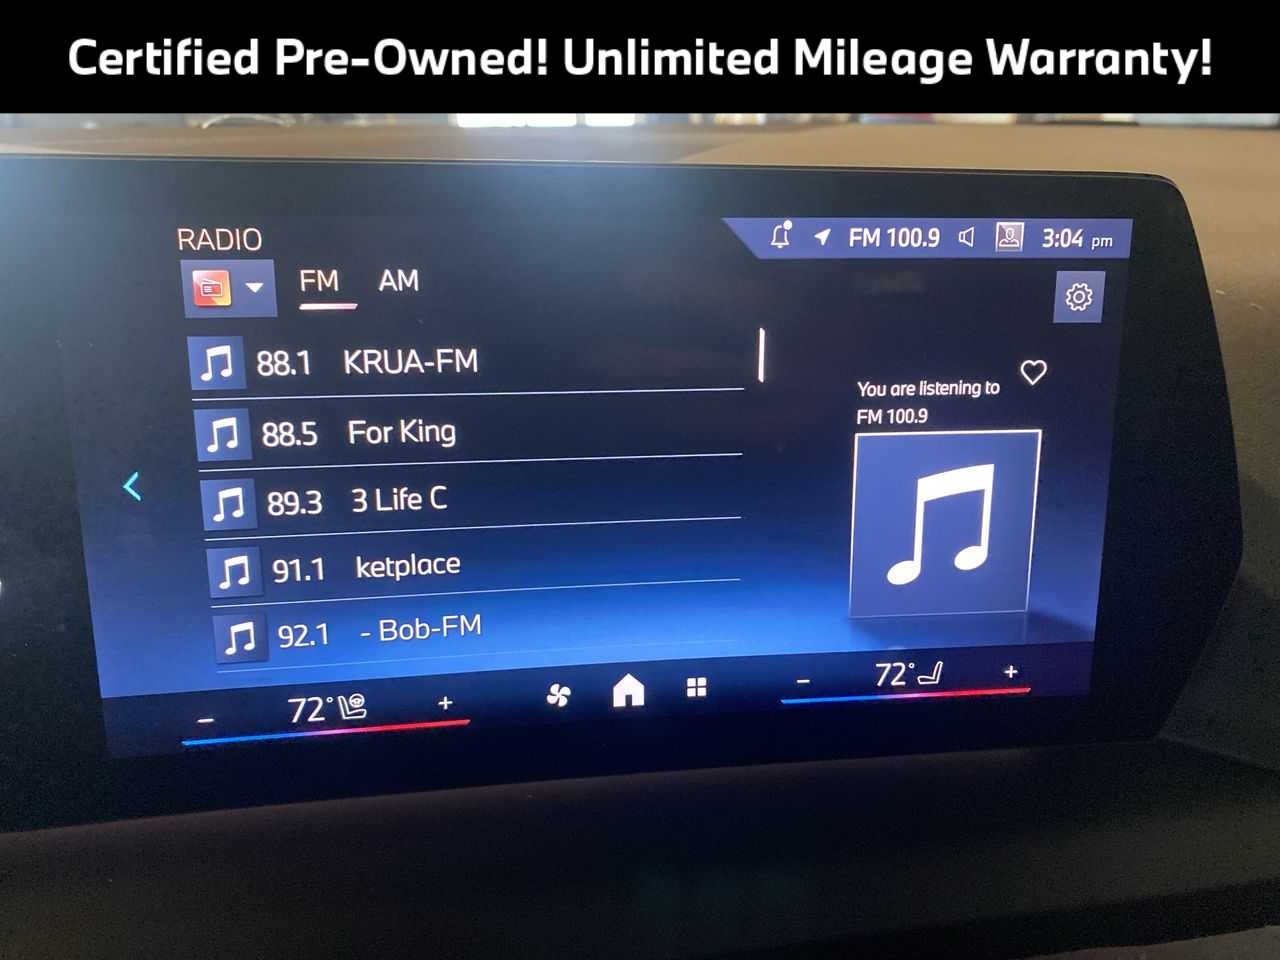 Certified Pre-Owned! Unlimited Mileage Warranty!
RADIO
FM 100.9
3:04 pm
FM AM
88.1 KRUA-FM
88.5 For King
89.3 3 Life C
91.1 ketplace
92.1 - Bob-FM
You are listening to
FM 100.9
− 72° +
− 72° +